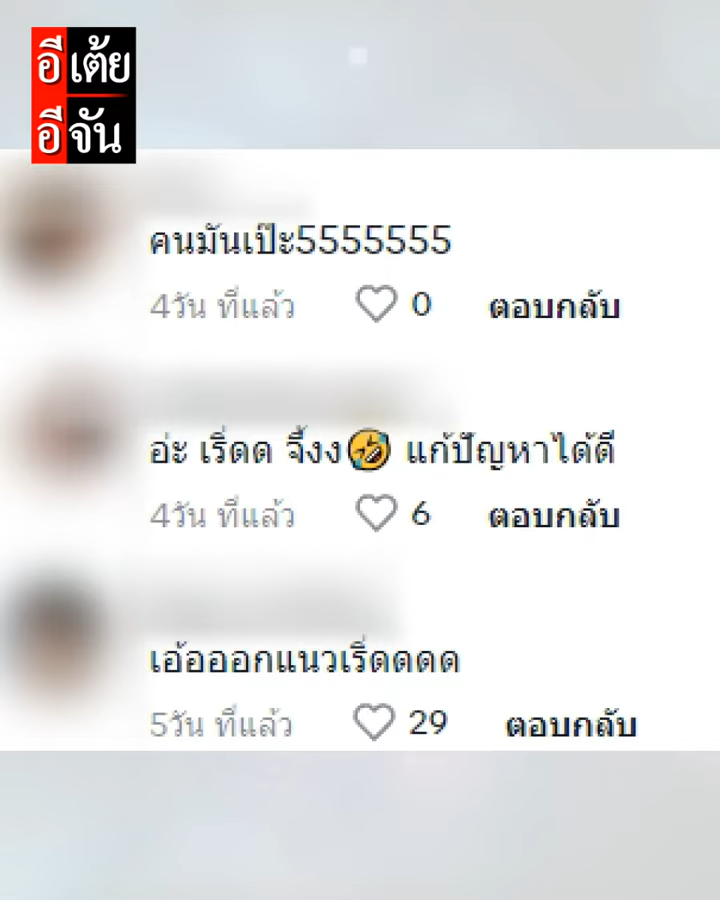 อีเต้ย
อีจัน
คนมันเป๊ะ5555555
4วัน ที่แล้ว 0 ตอบกลับ
อ่ะ เริ่ดด จึ้งง🤣 แก้ปัญหาได้ดี
4วัน ที่แล้ว 6 ตอบกลับ
เอ้อออกแนวเริ่ดดดด
5วัน ที่แล้ว 29 ตอบกลับ